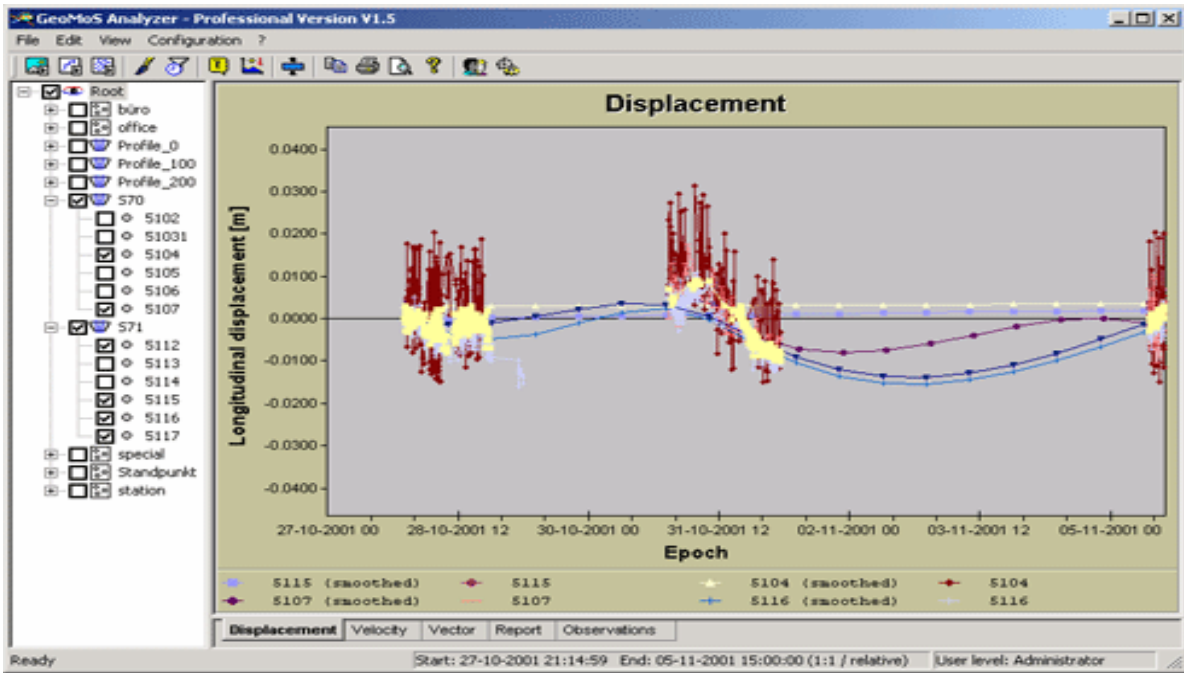 GeoMoS Analyzer - Professional Version V1.5
File Edit View Configuration ?
Root
büro
office
Profile_0
Profile_100
Profile_200
S70
5102
51031
5104
5105
5106
5107
S71
5112
5113
5114
5115
5116
5117
special
Standpunkt
station
Displacement
Longitudinal displacement [m]
0.0400
0.0300
0.0200
0.0100
0.0000
-0.0100
-0.0200
-0.0300
-0.0400
27-10-2001 00 28-10-2001 12 30-10-2001 00 31-10-2001 12 02-11-2001 00 03-11-2001 12 05-11-2001 00
Epoch
5115 (smoothed) 5115 5104 (smoothed) 5104
5107 (smoothed) 5107 5116 (smoothed) 5116
Displacement Velocity Vector Report Observations
Ready Start: 27-10-2001 21:14:59 End: 05-11-2001 15:00:00 (1:1 / relative) User level: Administrator